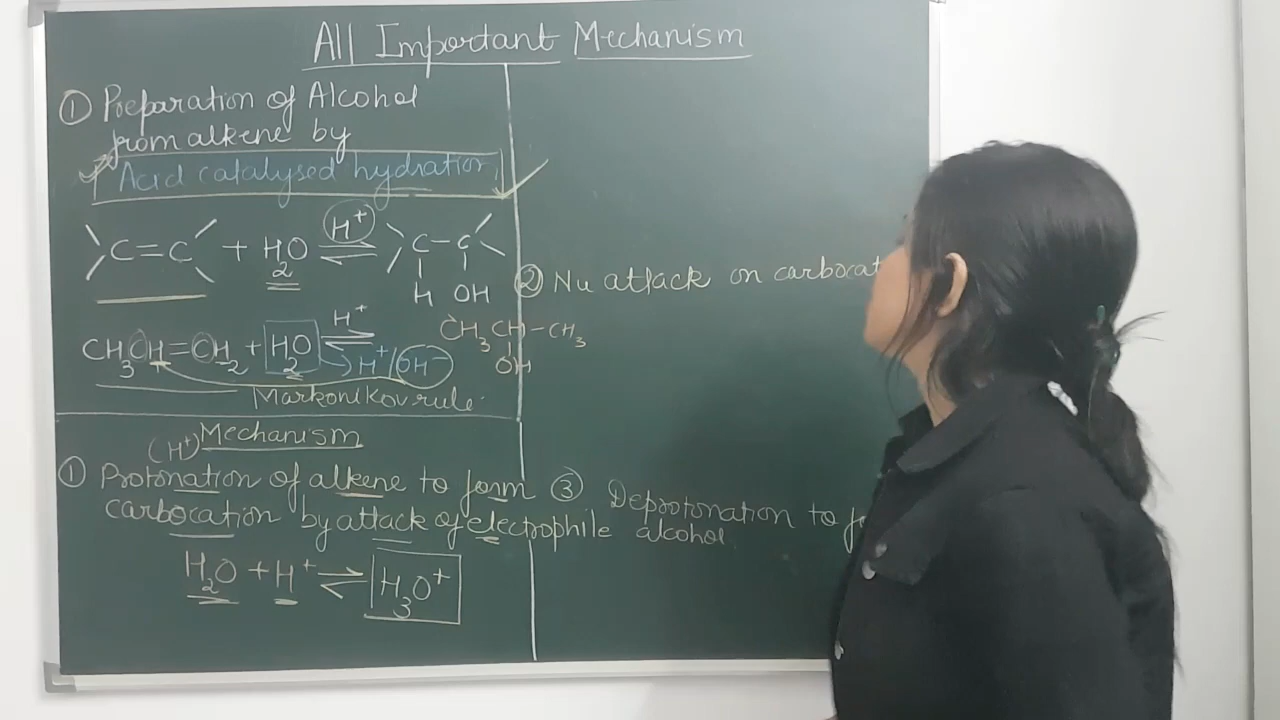 All Important Mechanism
① Preparation of Alcohol
from alkene by
Acid catalysed hydration
C=C + H2O ⇌ C-C
H+
H OH
CH3CH=CH2 + H2O ⇌ CH3CH-CH3
H+
H+/OH-
OH
Markonikov rule.
Mechanism
(H+)
① Protonation of alkene to form
carbocation by attack of electrophile
H2O + H+ ⇌ H3O+
② Nu attack on
③ Deprotonation to
alcohol